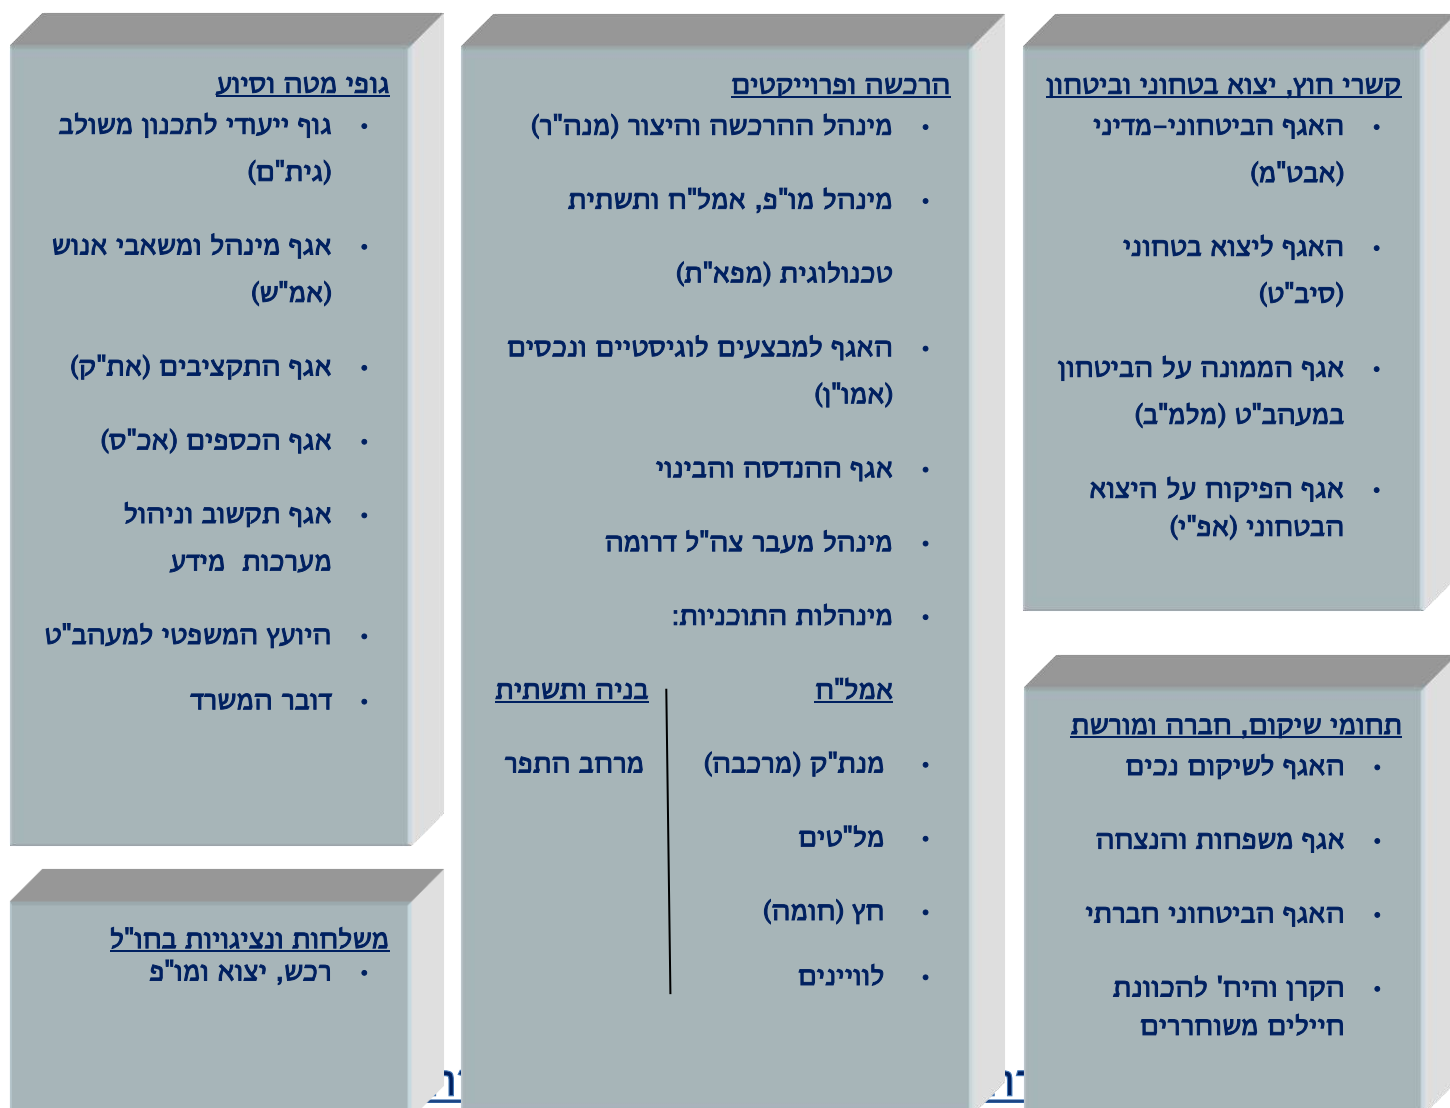 קשרי חוץ, יצוא בטחוני וביטחון
• האגף הביטחוני-מדיני
(אבט"מ)
• האגף ליצוא בטחוני
(סיב"ט)
• אגף הממונה על הביטחון
במעהב"ט (מלמ"ב)
• אגף הפיקוח על היצוא
הבטחוני (אפ"י)
תחומי שיקום, חברה ומורשת
• האגף לשיקום נכים
• אגף משפחות והנצחה
• האגף הביטחוני חברתי
• הקרן והיח' להכוונת
חיילים משוחררים
הרכשה ופרוייקטים
• מינהל ההרכשה והיצור (מנה"ר)
• מינהל מו"פ, אמל"ח ותשתית
טכנולוגית (מפא"ת)
• האגף למבצעים לוגיסטיים ונכסים
(אמו"ן)
• אגף ההנדסה והבינוי
• מינהל מעבר צה"ל דרומה
• מינהלות התוכניות:
אמל"ח
• מנת"ק (מרכבה)
• מל"טים
• חץ (חומה)
• לוויינים
בניה ותשתית
מרחב התפר
גופי מטה וסיוע
• גוף ייעודי לתכנון משולב
(גית"ם)
• אגף מינהל ומשאבי אנוש
(אמ"ש)
• אגף התקציבים (את"ק)
• אגף הכספים (אכ"ס)
• אגף תקשוב וניהול
מערכות מידע
• היועץ המשפטי למעהב"ט
• דובר המשרד
משלחות ונציגויות בחו"ל
• רכש, יצוא ומו"פ